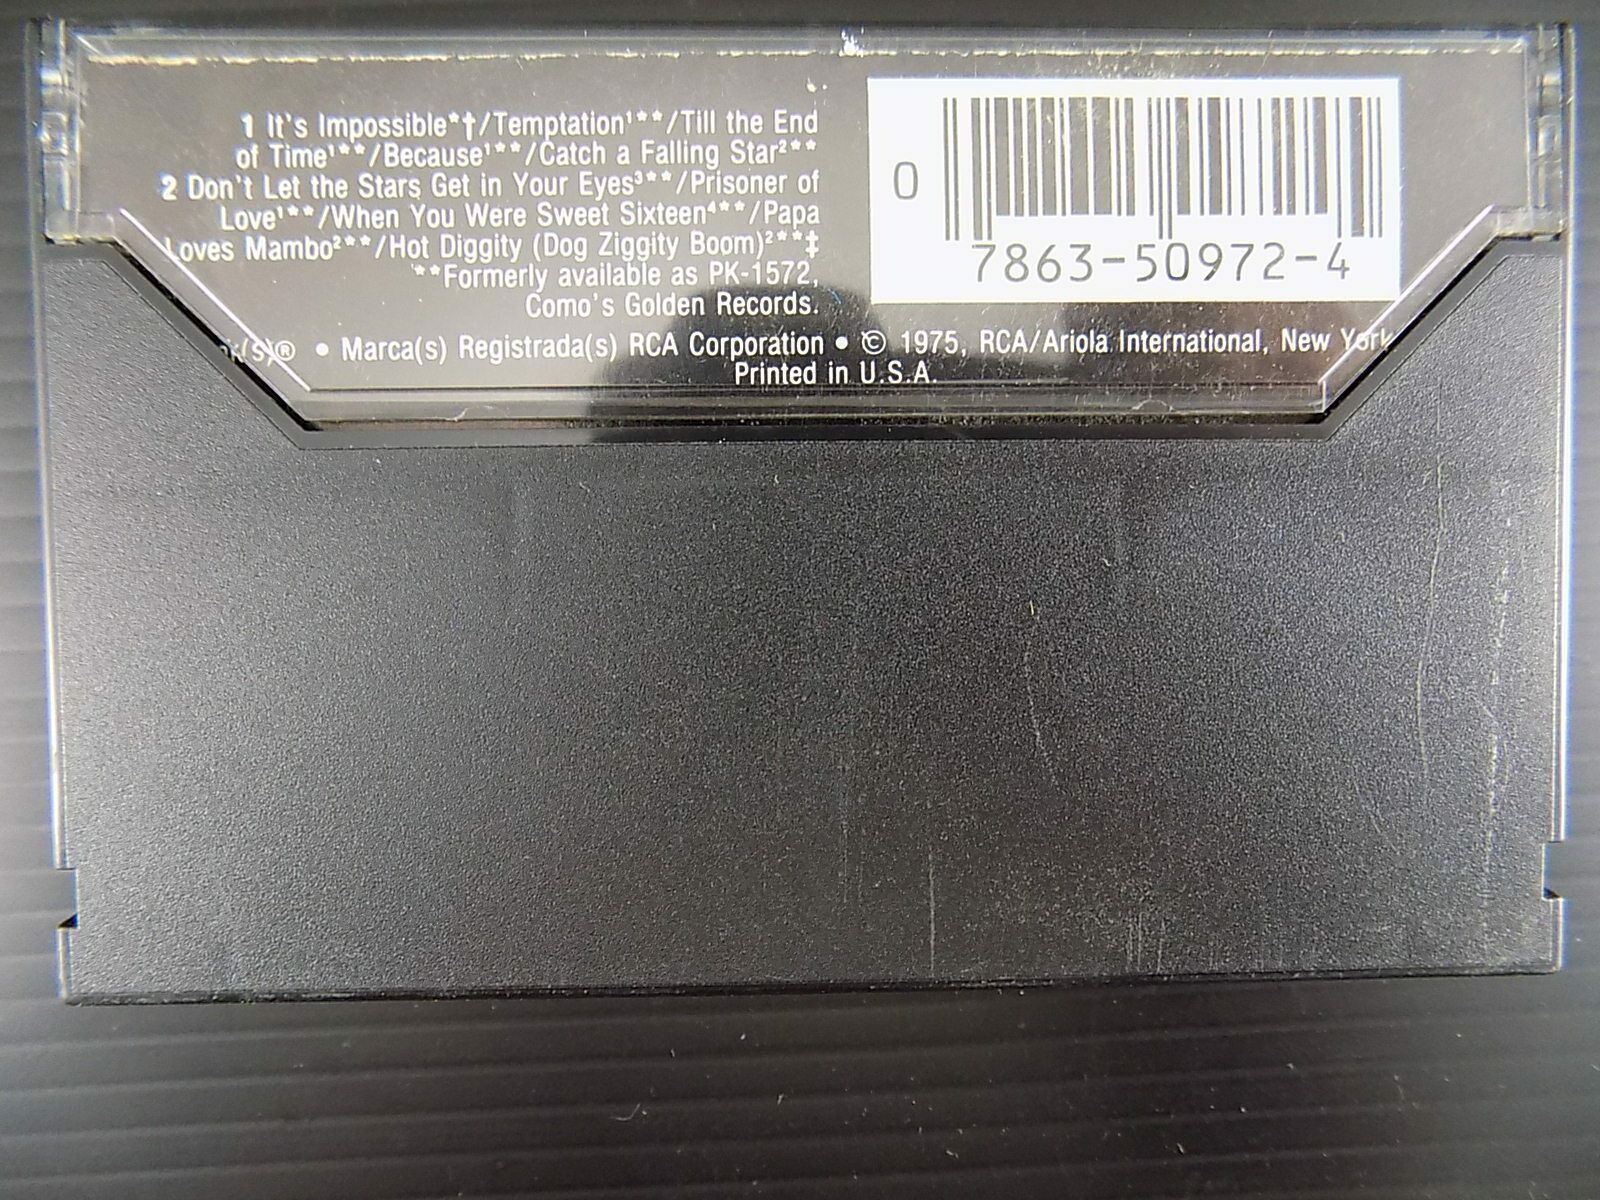 1 It's Impossible*†/Temptation¹**/Till the End
of Time¹**/Because¹**/Catch a Falling Star²**
2 Don't Let the Stars Get in Your Eyes³**/Prisoner of
Love¹**/When You Were Sweet Sixteen⁴**/Papa
Loves Mambo²**/Hot Diggity (Dog Ziggity Boom)²**‡
**Formerly available as PK-1572,
Como's Golden Records.
(s)® • Marca(s) Registrada(s) RCA Corporation • © 1975, RCA/Ariola International, New York
Printed in U.S.A.
0
7863-50972-4